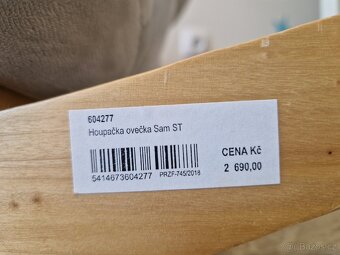 604277
Houpačka ovečka Sam ST
5414673604277
PRZF-745/2018
CENA Kč
2 690,00